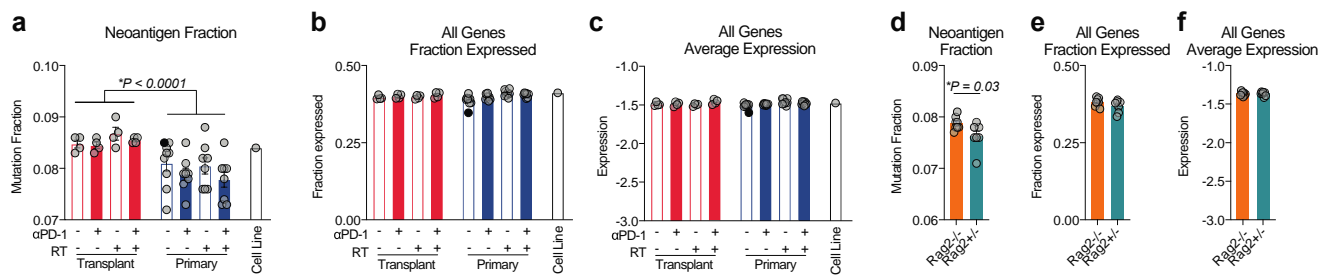 a
Neoantigen Fraction
Mutation Fraction
0.10
0.09
0.08
0.07
*P < 0.0001
αPD-1 - + - + - + - +
RT - - + + - - + +
Transplant Primary Cell Line
b
All Genes
Fraction Expressed
Fraction expressed
0.50
0.25
0.00
αPD-1 - + - + - + - +
RT - - + + - - + +
Transplant Primary Cell Line
c
All Genes
Average Expression
Expression
-1.0
-1.5
-2.0
-2.5
-3.0
αPD-1 - + - + - + - +
RT - - + + - - + +
Transplant Primary Cell Line
d
Neoantigen
Fraction
Mutation Fraction
0.09
0.08
0.07
0.06
*P = 0.03
Rag2-/-
Rag2+/-
e
All Genes
Fraction Expressed
Fraction expressed
0.50
0.25
0.00
Rag2-/-
Rag2+/-
f
All Genes
Average Expression
Expression
-1.0
-1.5
-2.0
-2.5
-3.0
Rag2-/-
Rag2+/-